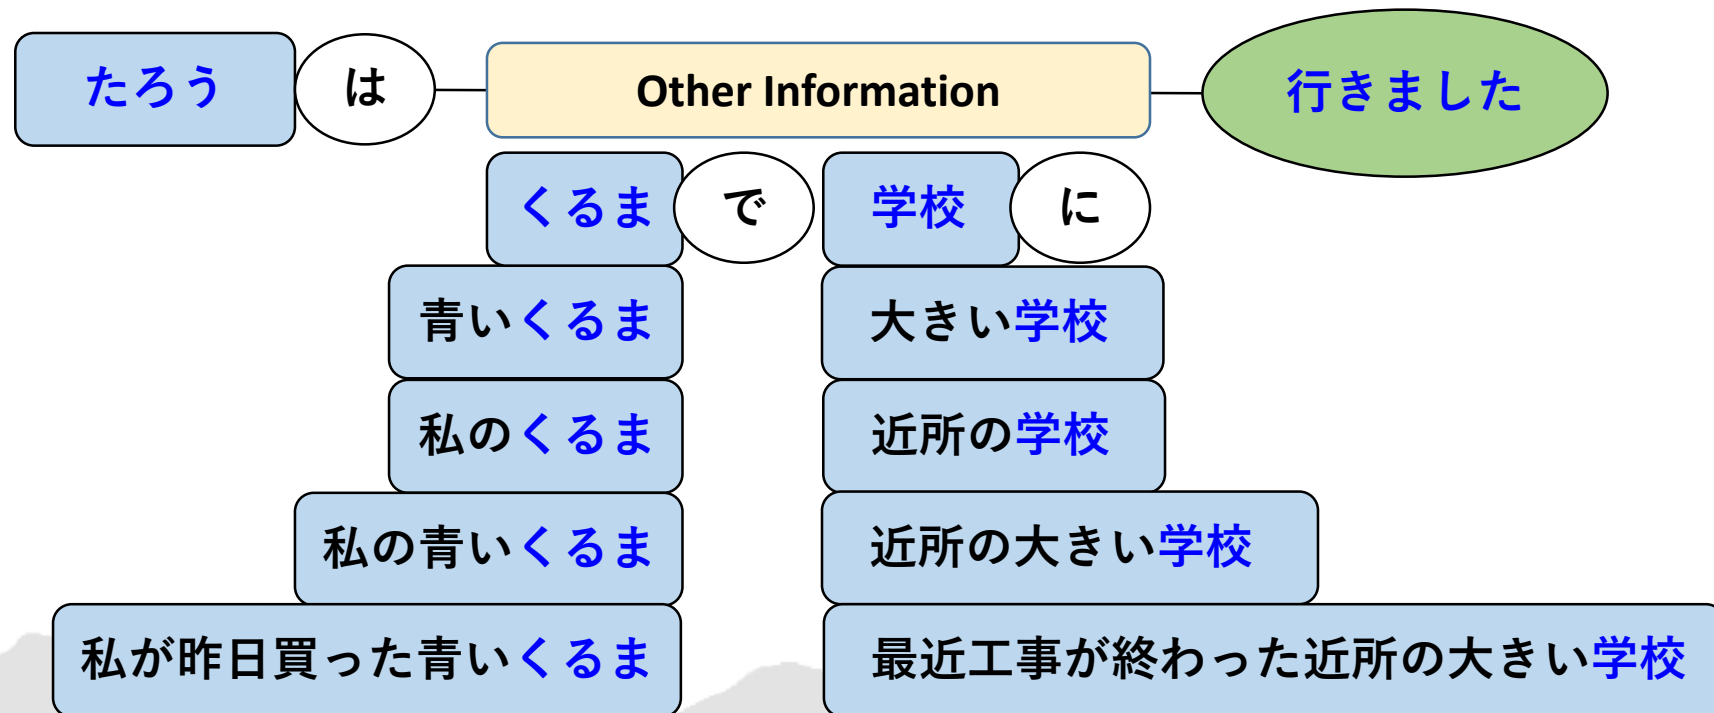 たろう は Other Information 行きました
くるま で 学校 に
青いくるま 大きい学校
私のくるま 近所の学校
私の青いくるま 近所の大きい学校
私が昨日買った青いくるま 最近工事が終わった近所の大きい学校